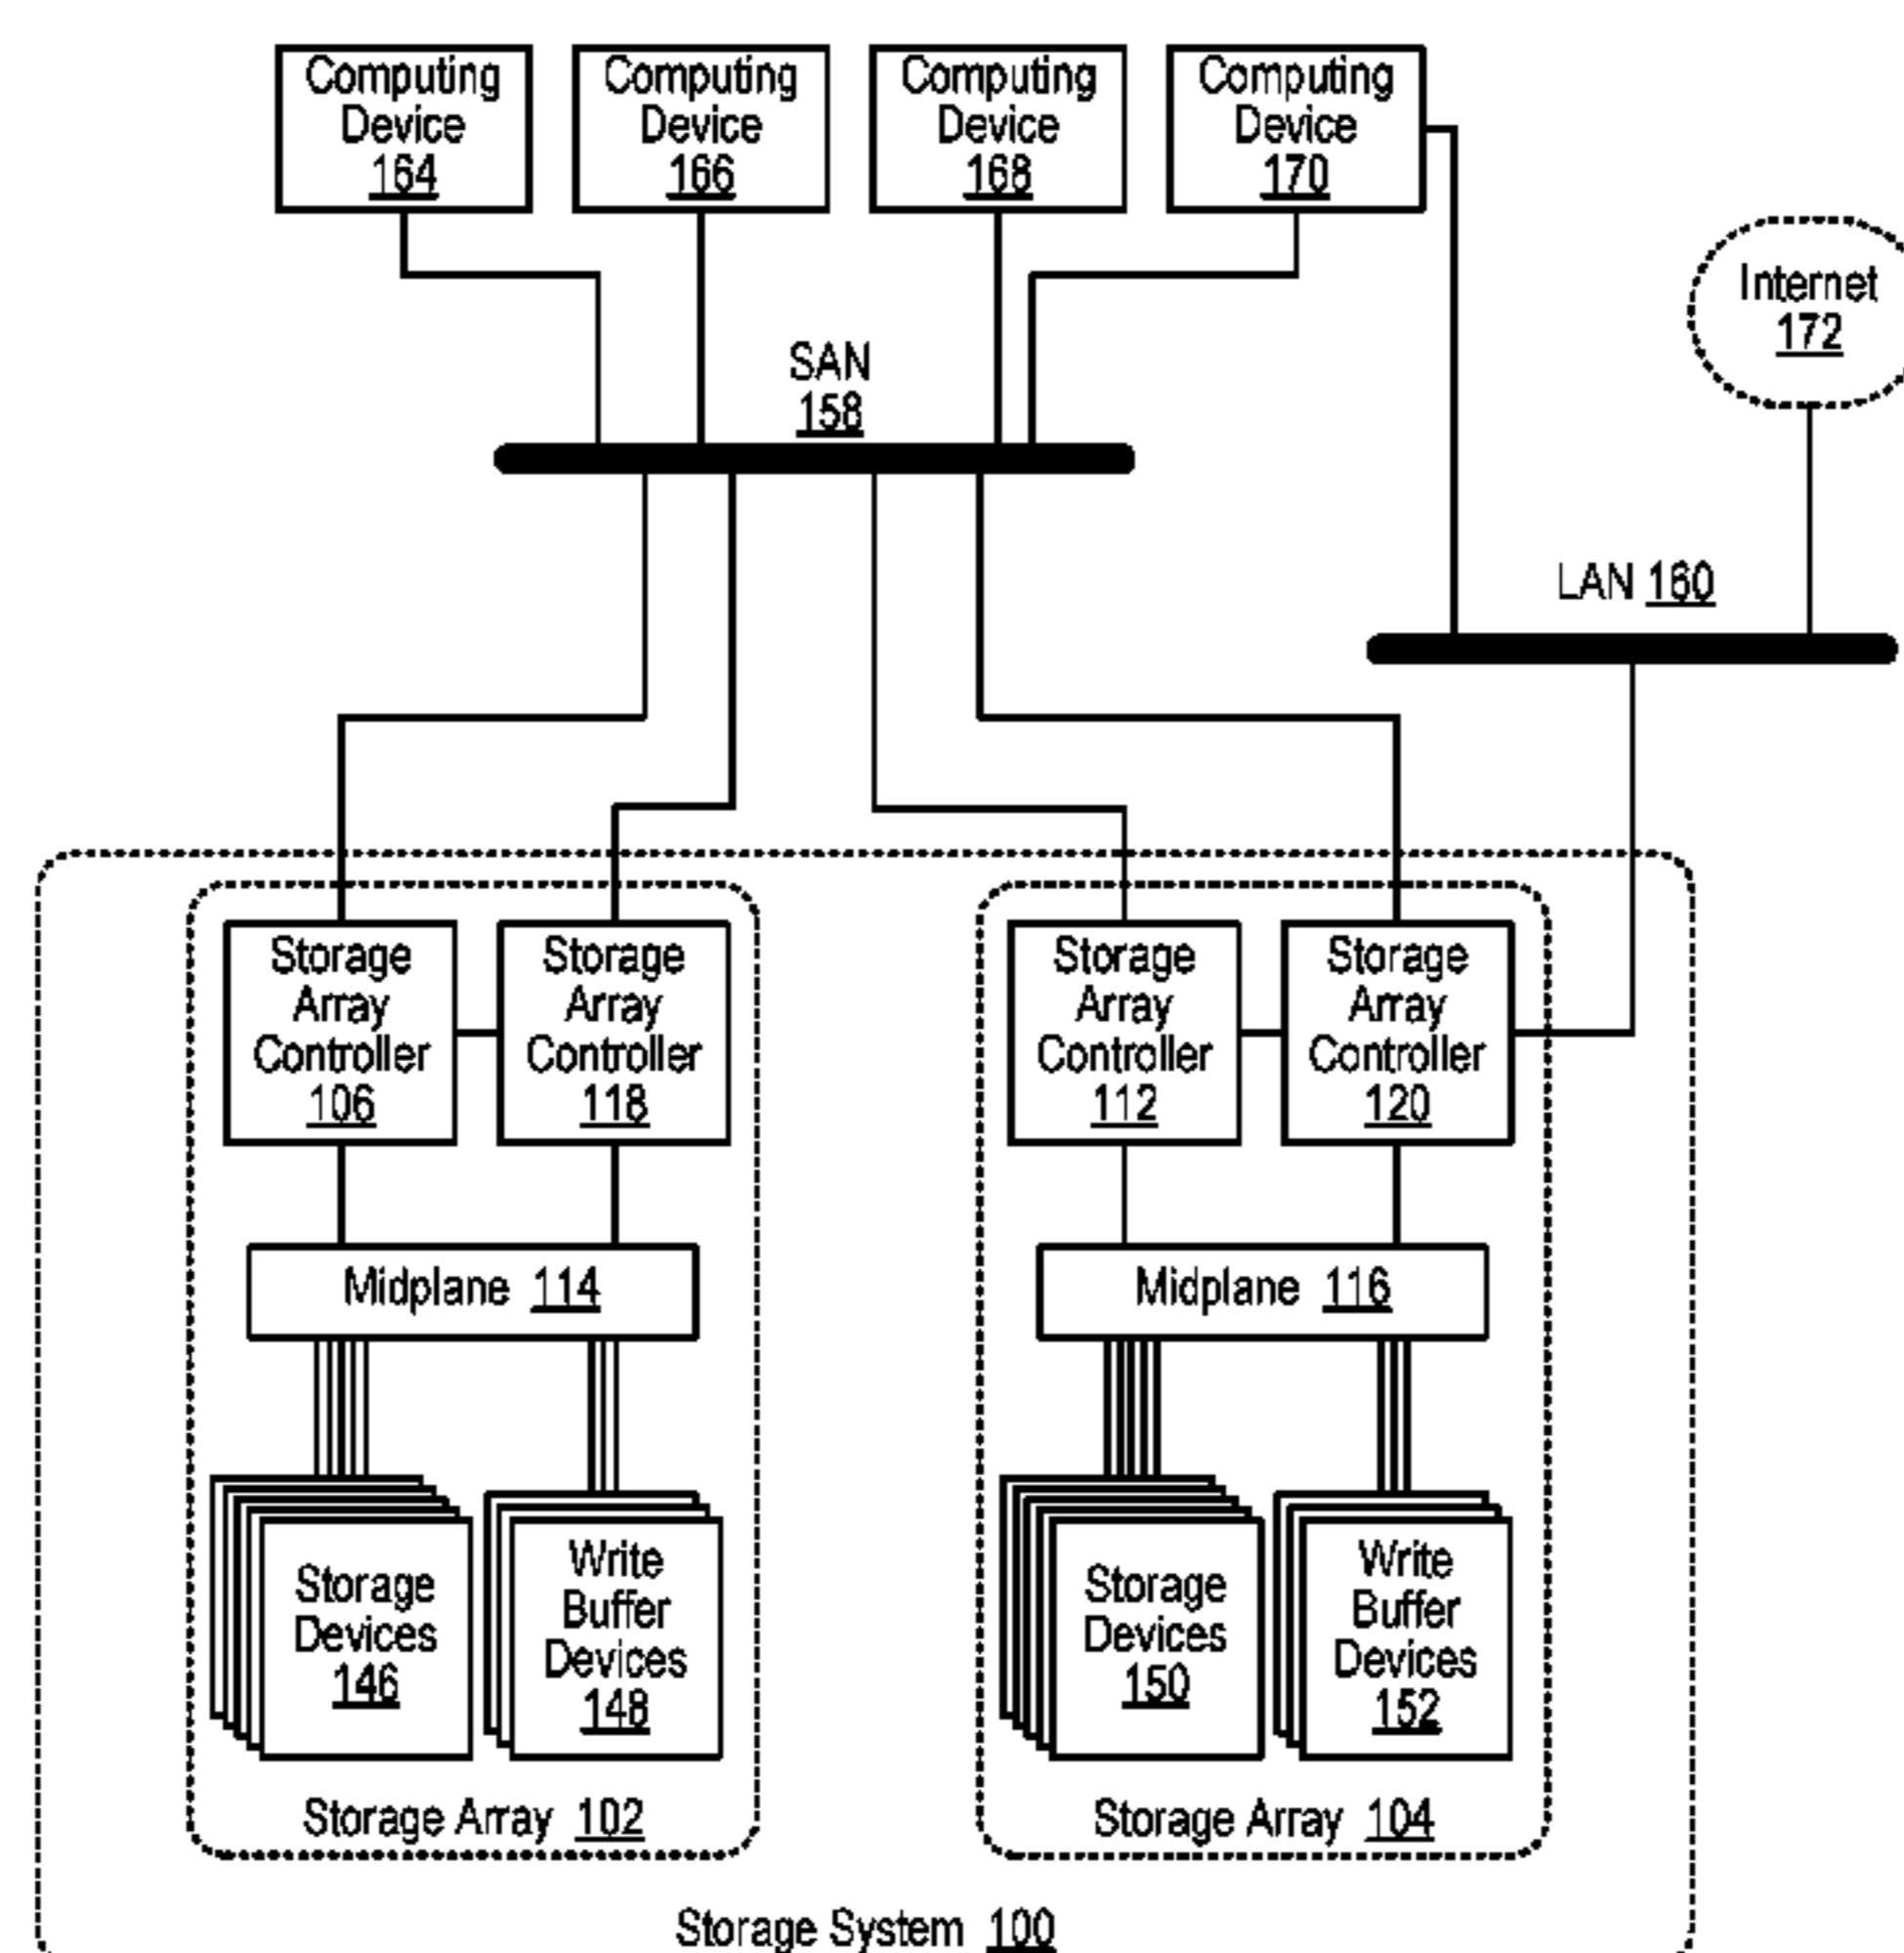 Computing
Device
164
Computing
Device
166
Computing
Device
168
Computing
Device
170
Internet
172
SAN
158
LAN 160
Storage
Array
Controller
106
Storage
Array
Controller
118
Storage
Array
Controller
112
Storage
Array
Controller
120
Midplane 114
Midplane 116
Storage
Devices
146
Write
Buffer
Devices
148
Storage
Devices
150
Write
Buffer
Devices
152
Storage Array 102
Storage Array 104
Storage System 100